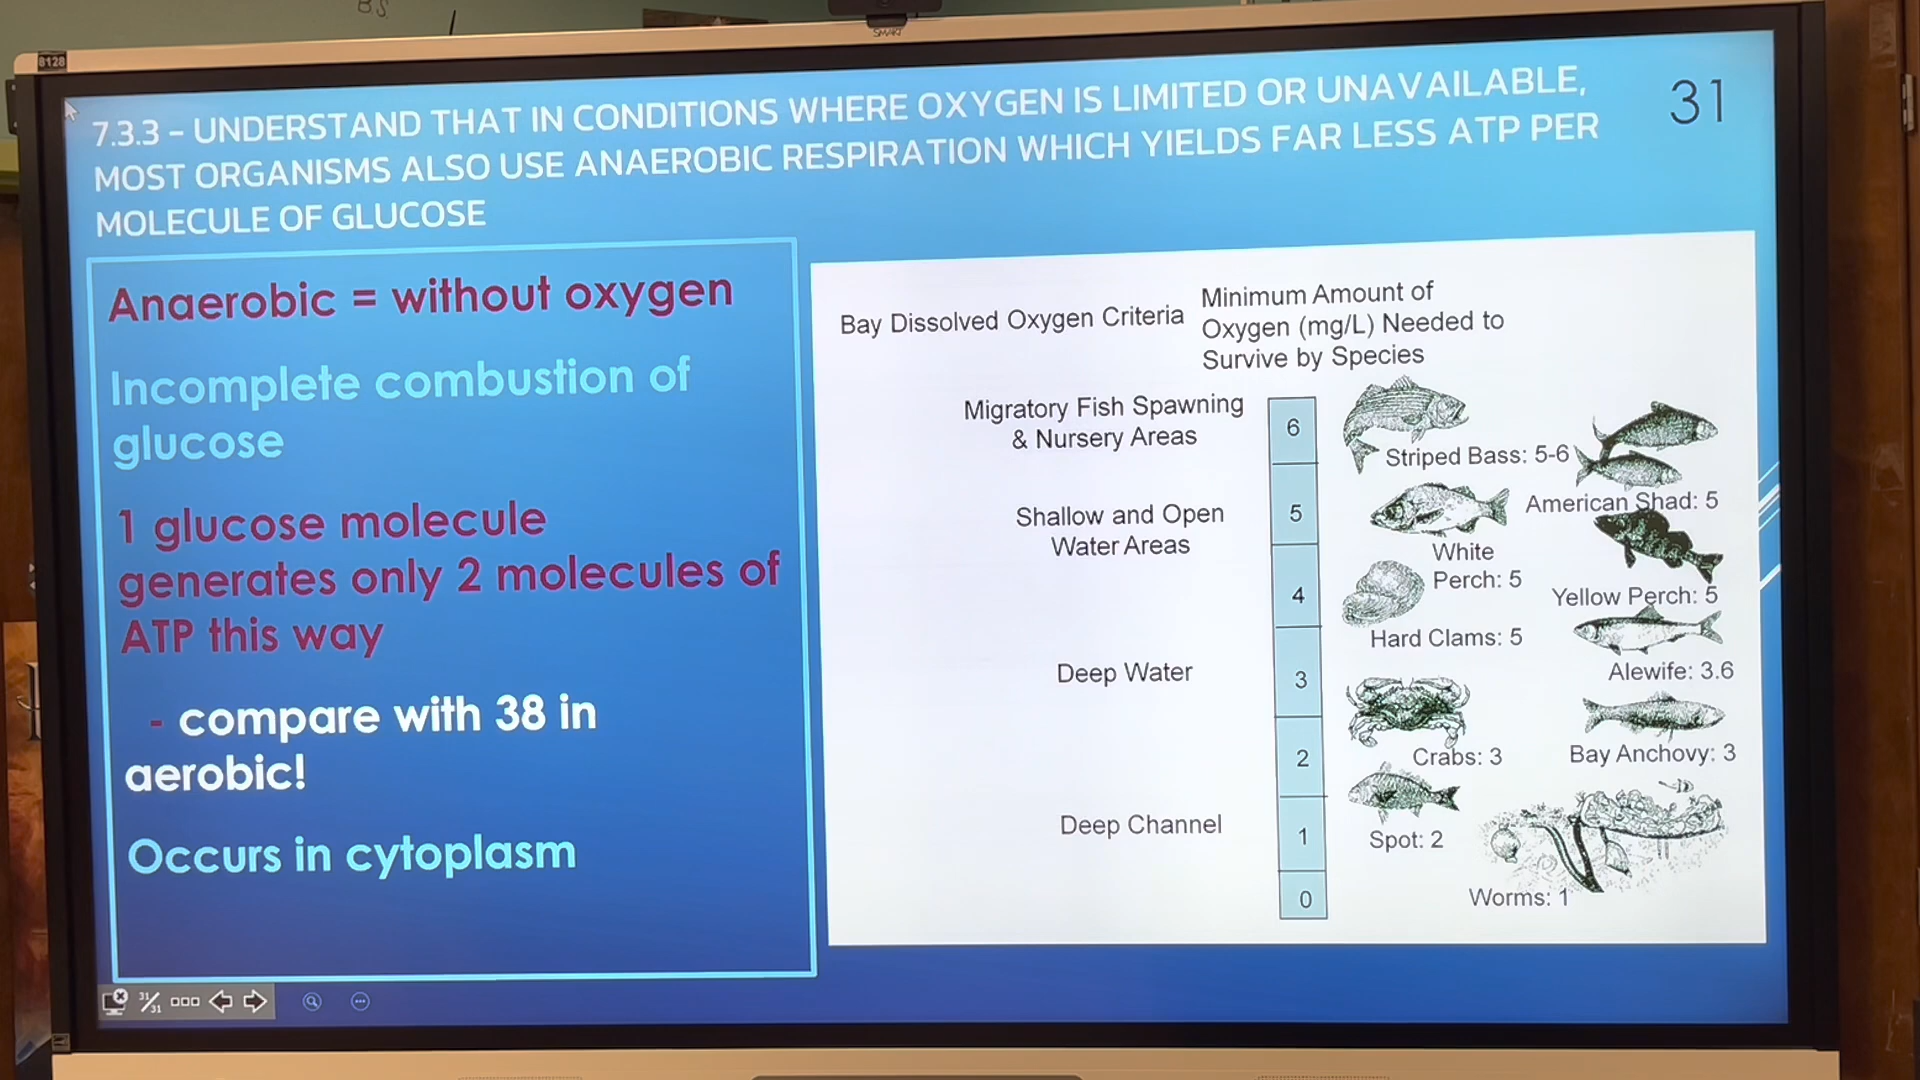 BS
SMART
8128
7.3.3 – UNDERSTAND THAT IN CONDITIONS WHERE OXYGEN IS LIMITED OR UNAVAILABLE,
MOST ORGANISMS ALSO USE ANAEROBIC RESPIRATION WHICH YIELDS FAR LESS ATP PER
MOLECULE OF GLUCOSE
31
Anaerobic = without oxygen
Incomplete combustion of
glucose
1 glucose molecule
generates only 2 molecules of
ATP this way
- compare with 38 in
aerobic!
Occurs in cytoplasm
Bay Dissolved Oxygen Criteria
Minimum Amount of
Oxygen (mg/L) Needed to
Survive by Species
Migratory Fish Spawning
& Nursery Areas
Shallow and Open
Water Areas
Deep Water
Deep Channel
6
5
4
3
2
1
0
Striped Bass: 5-6
American Shad: 5
White
Perch: 5
Yellow Perch: 5
Hard Clams: 5
Alewife: 3.6
Crabs: 3
Bay Anchovy: 3
Spot: 2
Worms: 1
31/31